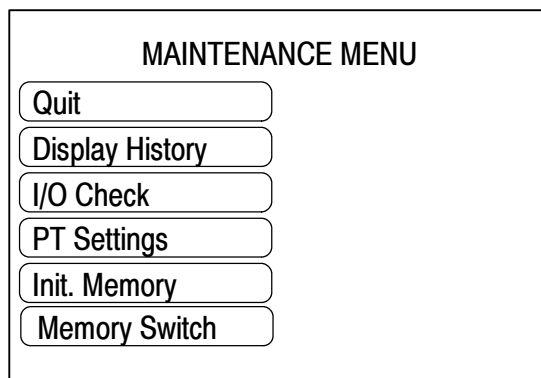 MAINTENANCE MENU
Quit
Display History
I/O Check
PT Settings
Init. Memory
Memory Switch